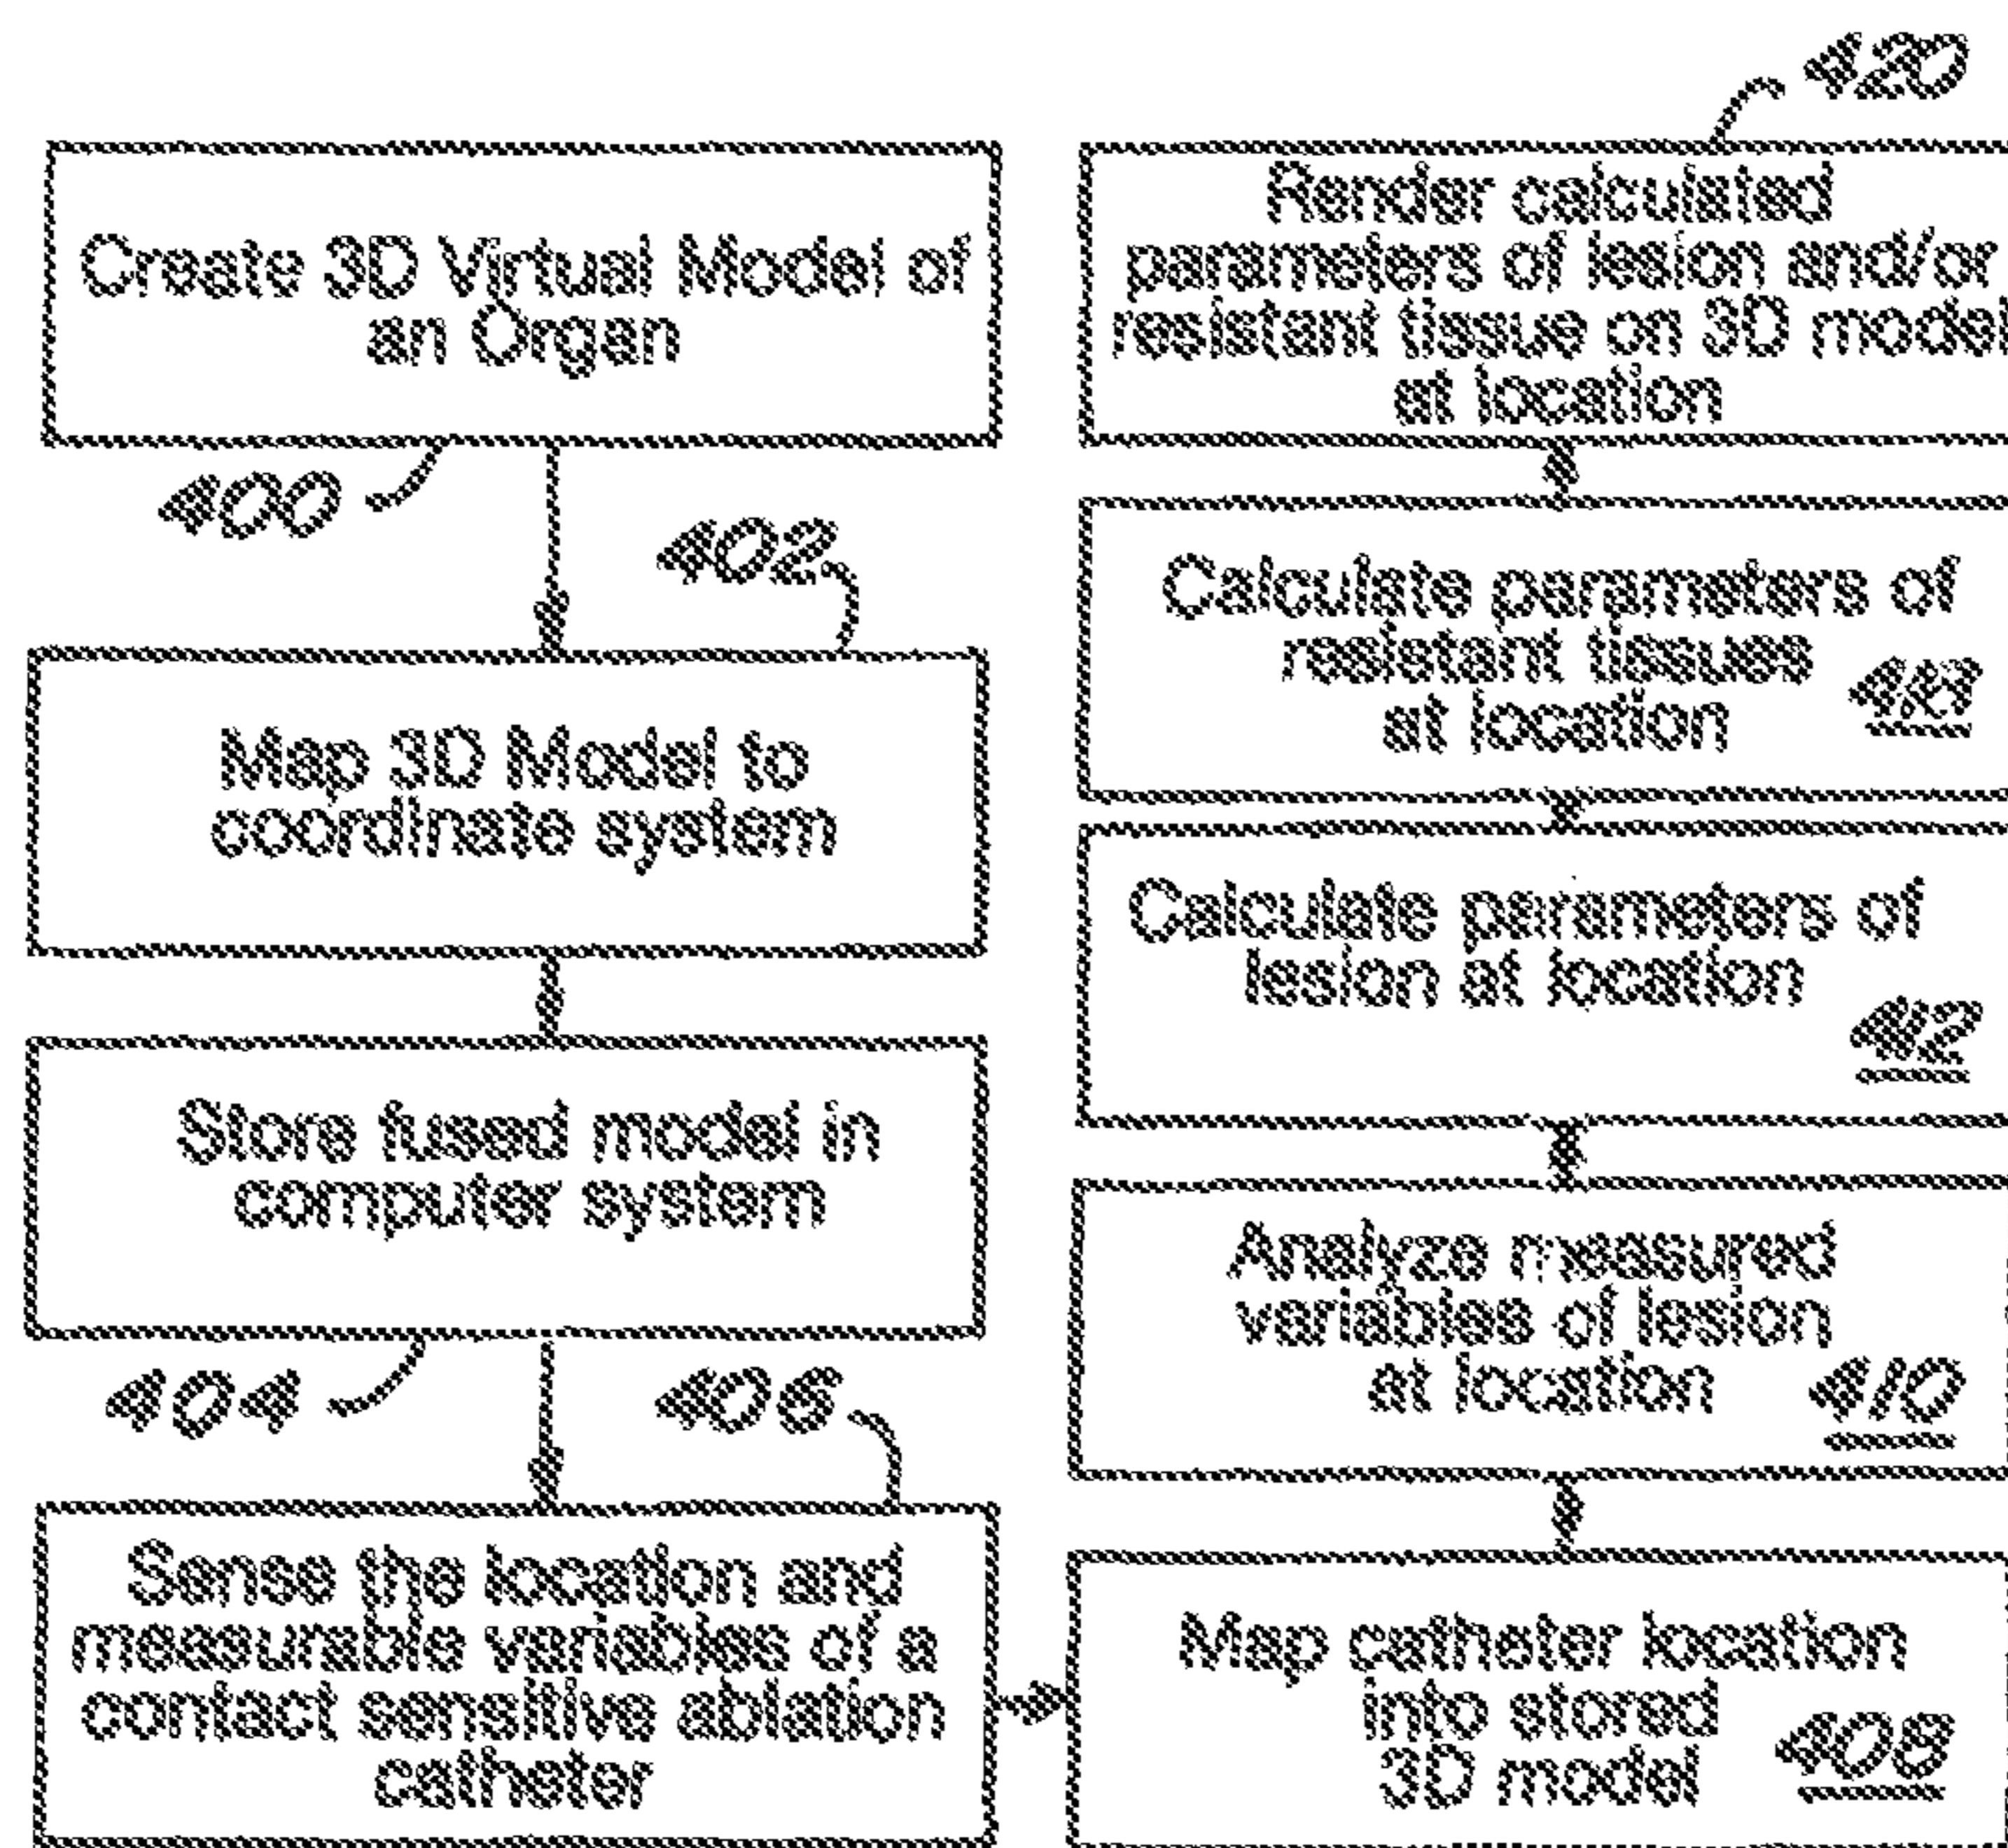 Create 3D Virtual Model of
an Organ
400
402
Map 3D Model to
coordinate system
Store fused model in
computer system
404
406
Sense the location and
measurable variables of a
contact sensitive ablation
catheter
420
Render calculated
parameters of lesion and/or
resistant tissue on 3D model
at location
Calculate parameters of
resistant tissues
at location
Calculate parameters of
lesion at location
412
Analyze measured
variables of lesion
at location
410
Map catheter location
into stored
3D model
408